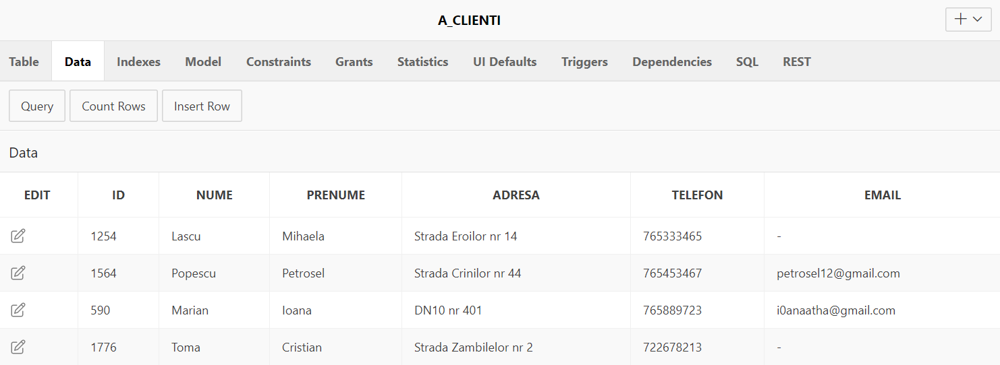 A_CLIENTI
Table Data Indexes Model Constraints Grants Statistics UI Defaults Triggers Dependencies SQL REST
Query Count Rows Insert Row
Data
EDIT ID NUME PRENUME ADRESA TELEFON EMAIL
1254 Lascu Mihaela Strada Eroilor nr 14 765333465 -
1564 Popescu Petrosel Strada Crinilor nr 44 765453467 petrosel12@gmail.com
590 Marian Ioana DN10 nr 401 765889723 i0anaatha@gmail.com
1776 Toma Cristian Strada Zambilelor nr 2 722678213 -